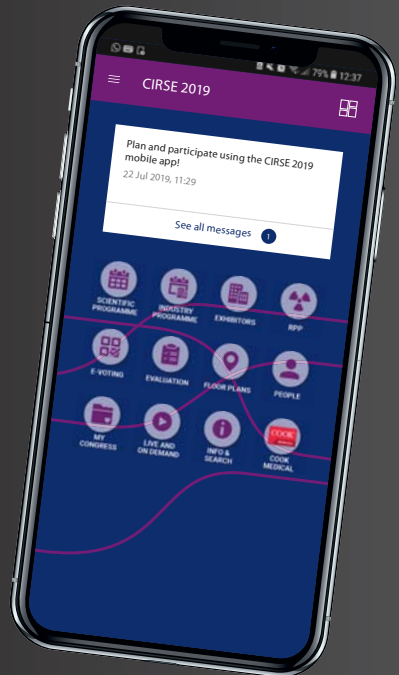 79% 12:37
CIRSE 2019
Plan and participate using the CIRSE 2019
mobile app!
22 Jul 2019, 11:29
See all messages 1
SCIENTIFIC
PROGRAMME
INDUSTRY
PROGRAMME
EXHIBITORS
RPP
E-VOTING
EVALUATION
FLOOR PLANS
PEOPLE
MY
CONGRESS
LIVE AND
ON DEMAND
INFO &
SEARCH
COOK
COOK
MEDICAL